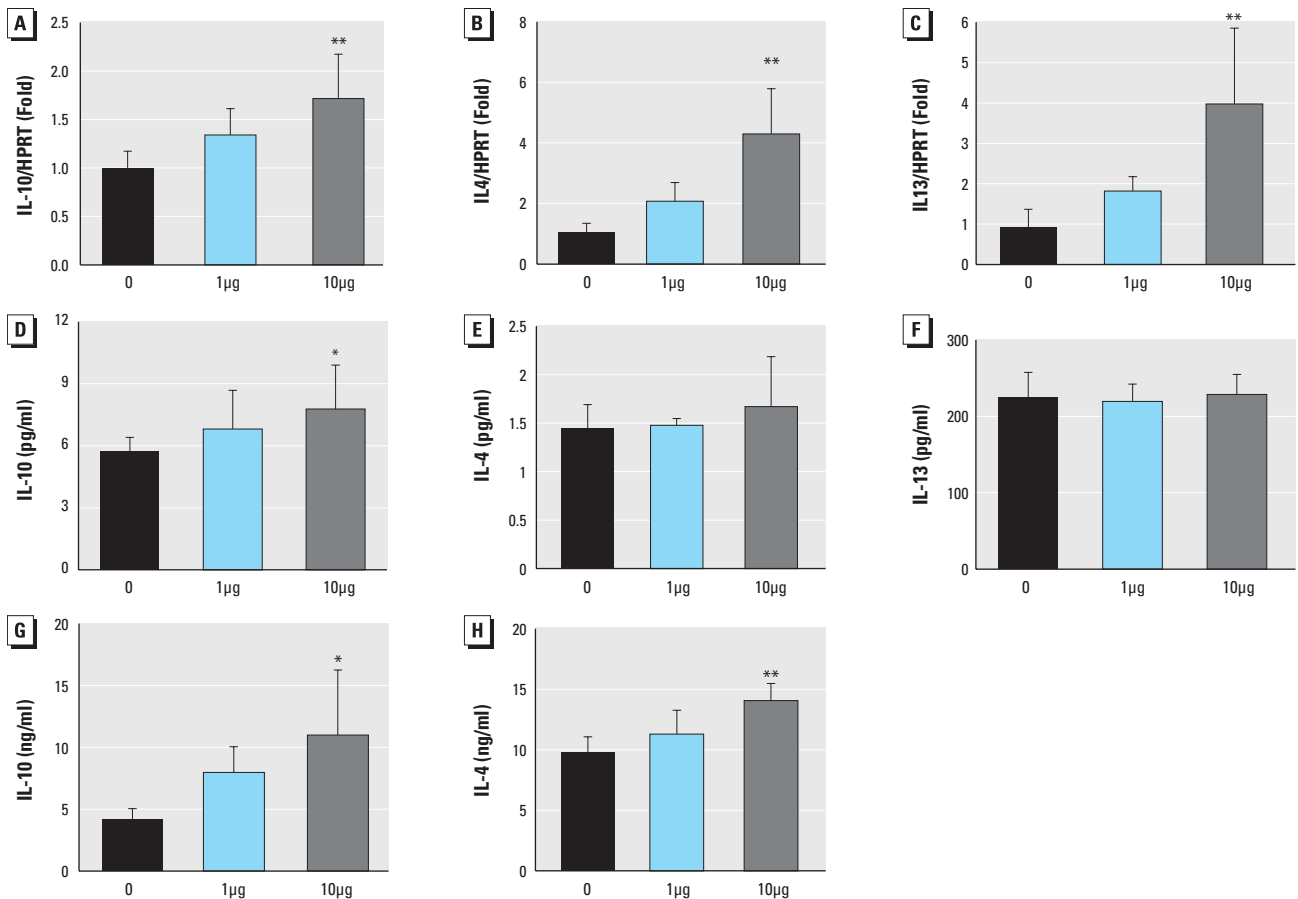 A
IL-10/HPRT (Fold)
2.5
2.0
1.5
1.0
0.5
0.0
**
0 1µg 10µg
B
IL4/HPRT (Fold)
8
6
4
2
0
**
0 1µg 10µg
C
IL13/HPRT (Fold)
6
5
4
3
2
1
0
**
0 1µg 10µg
D
IL-10 (pg/ml)
12
9
6
3
0
*
0 1µg 10µg
E
IL-4 (pg/ml)
2.5
2
1.5
1
0.5
0
0 1µg 10µg
F
IL-13 (pg/ml)
300
200
100
0
0 1µg 10µg
G
IL-10 (ng/ml)
20
15
10
5
0
*
0 1µg 10µg
H
IL-4 (ng/ml)
20
15
10
5
0
**
0 1µg 10µg